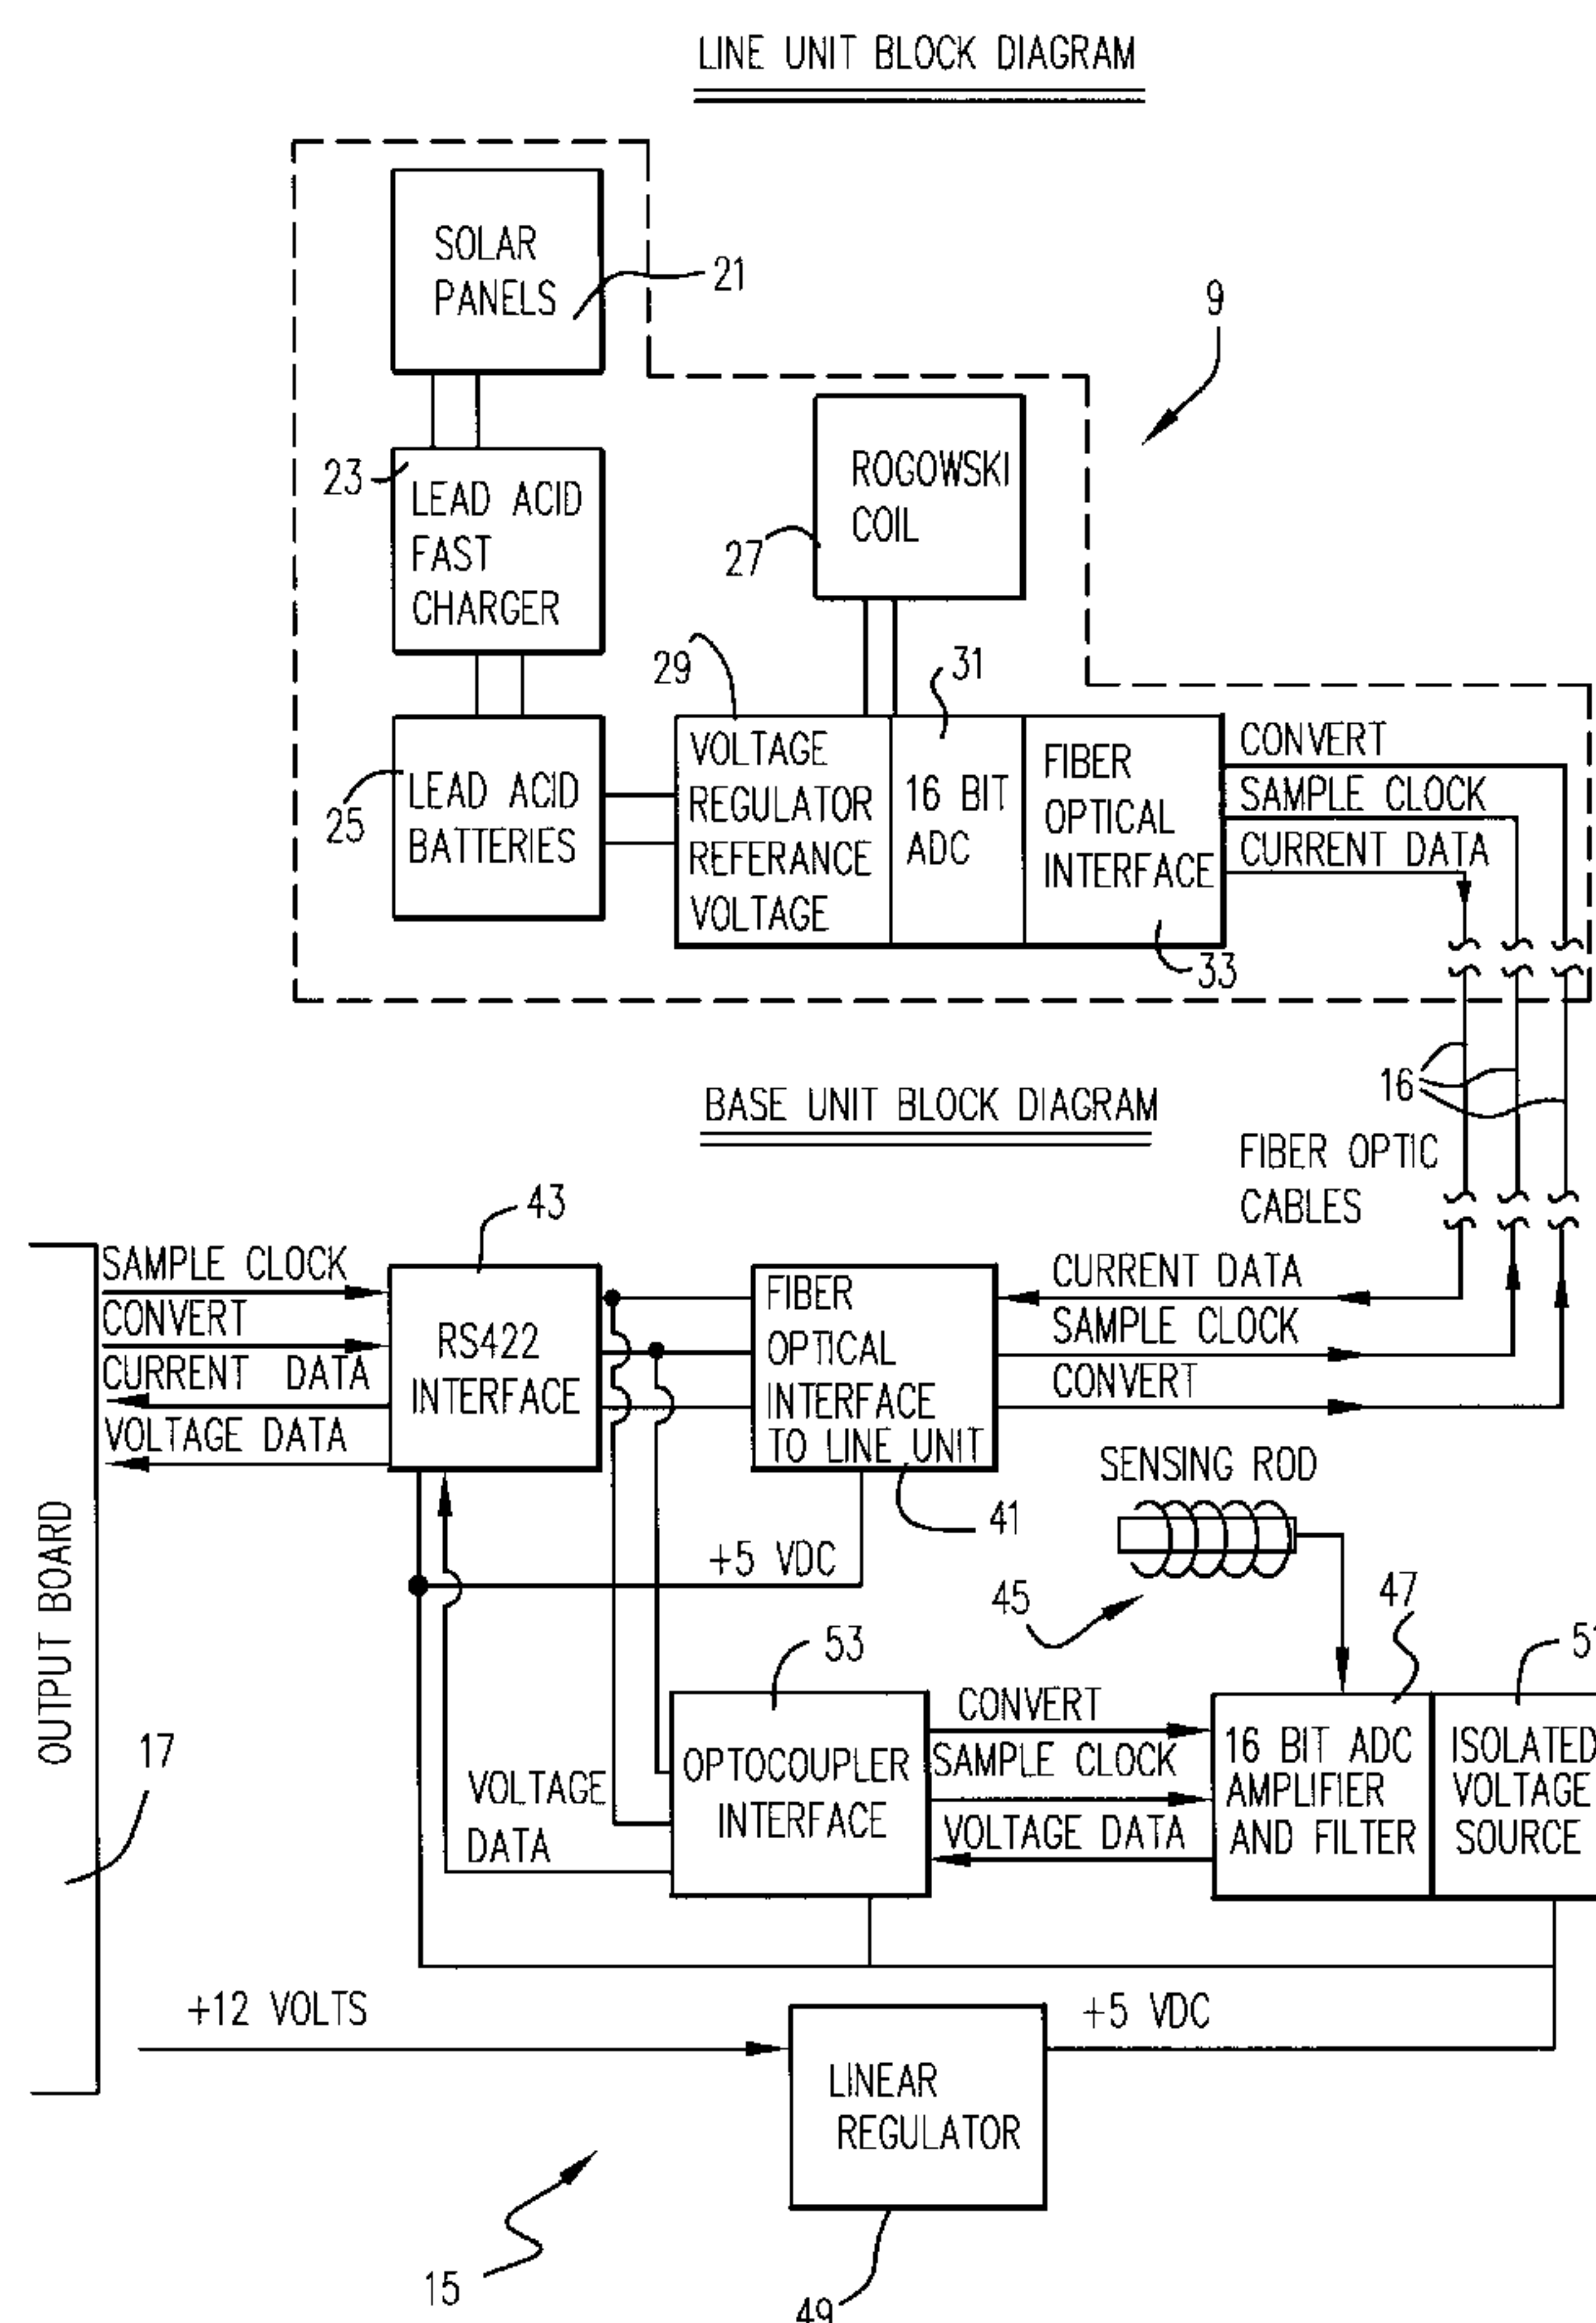 LINE UNIT BLOCK DIAGRAM
SOLAR
PANELS
21
9
23
LEAD ACID
FAST
CHARGER
ROGOWSKI
COIL
27
29
31
25
LEAD ACID
BATTERIES
VOLTAGE
REGULATOR
REFERANCE
VOLTAGE
16 BIT
ADC
FIBER
OPTICAL
INTERFACE
33
CONVERT
SAMPLE CLOCK
CURRENT DATA
16
BASE UNIT BLOCK DIAGRAM
FIBER OPTIC
CABLES
43
SAMPLE CLOCK
CONVERT
CURRENT DATA
VOLTAGE DATA
RS422
INTERFACE
FIBER
OPTICAL
INTERFACE
TO LINE UNIT
CURRENT DATA
SAMPLE CLOCK
CONVERT
41
SENSING ROD
+5 VDC
45
47
OUTPUT BOARD
17
53
VOLTAGE
DATA
OPTOCOUPLER
INTERFACE
CONVERT
SAMPLE CLOCK
VOLTAGE DATA
16 BIT ADC
AMPLIFIER
AND FILTER
ISOLATED
VOLTAGE
SOURCE
+12 VOLTS
+5 VDC
LINEAR
REGULATOR
15
49